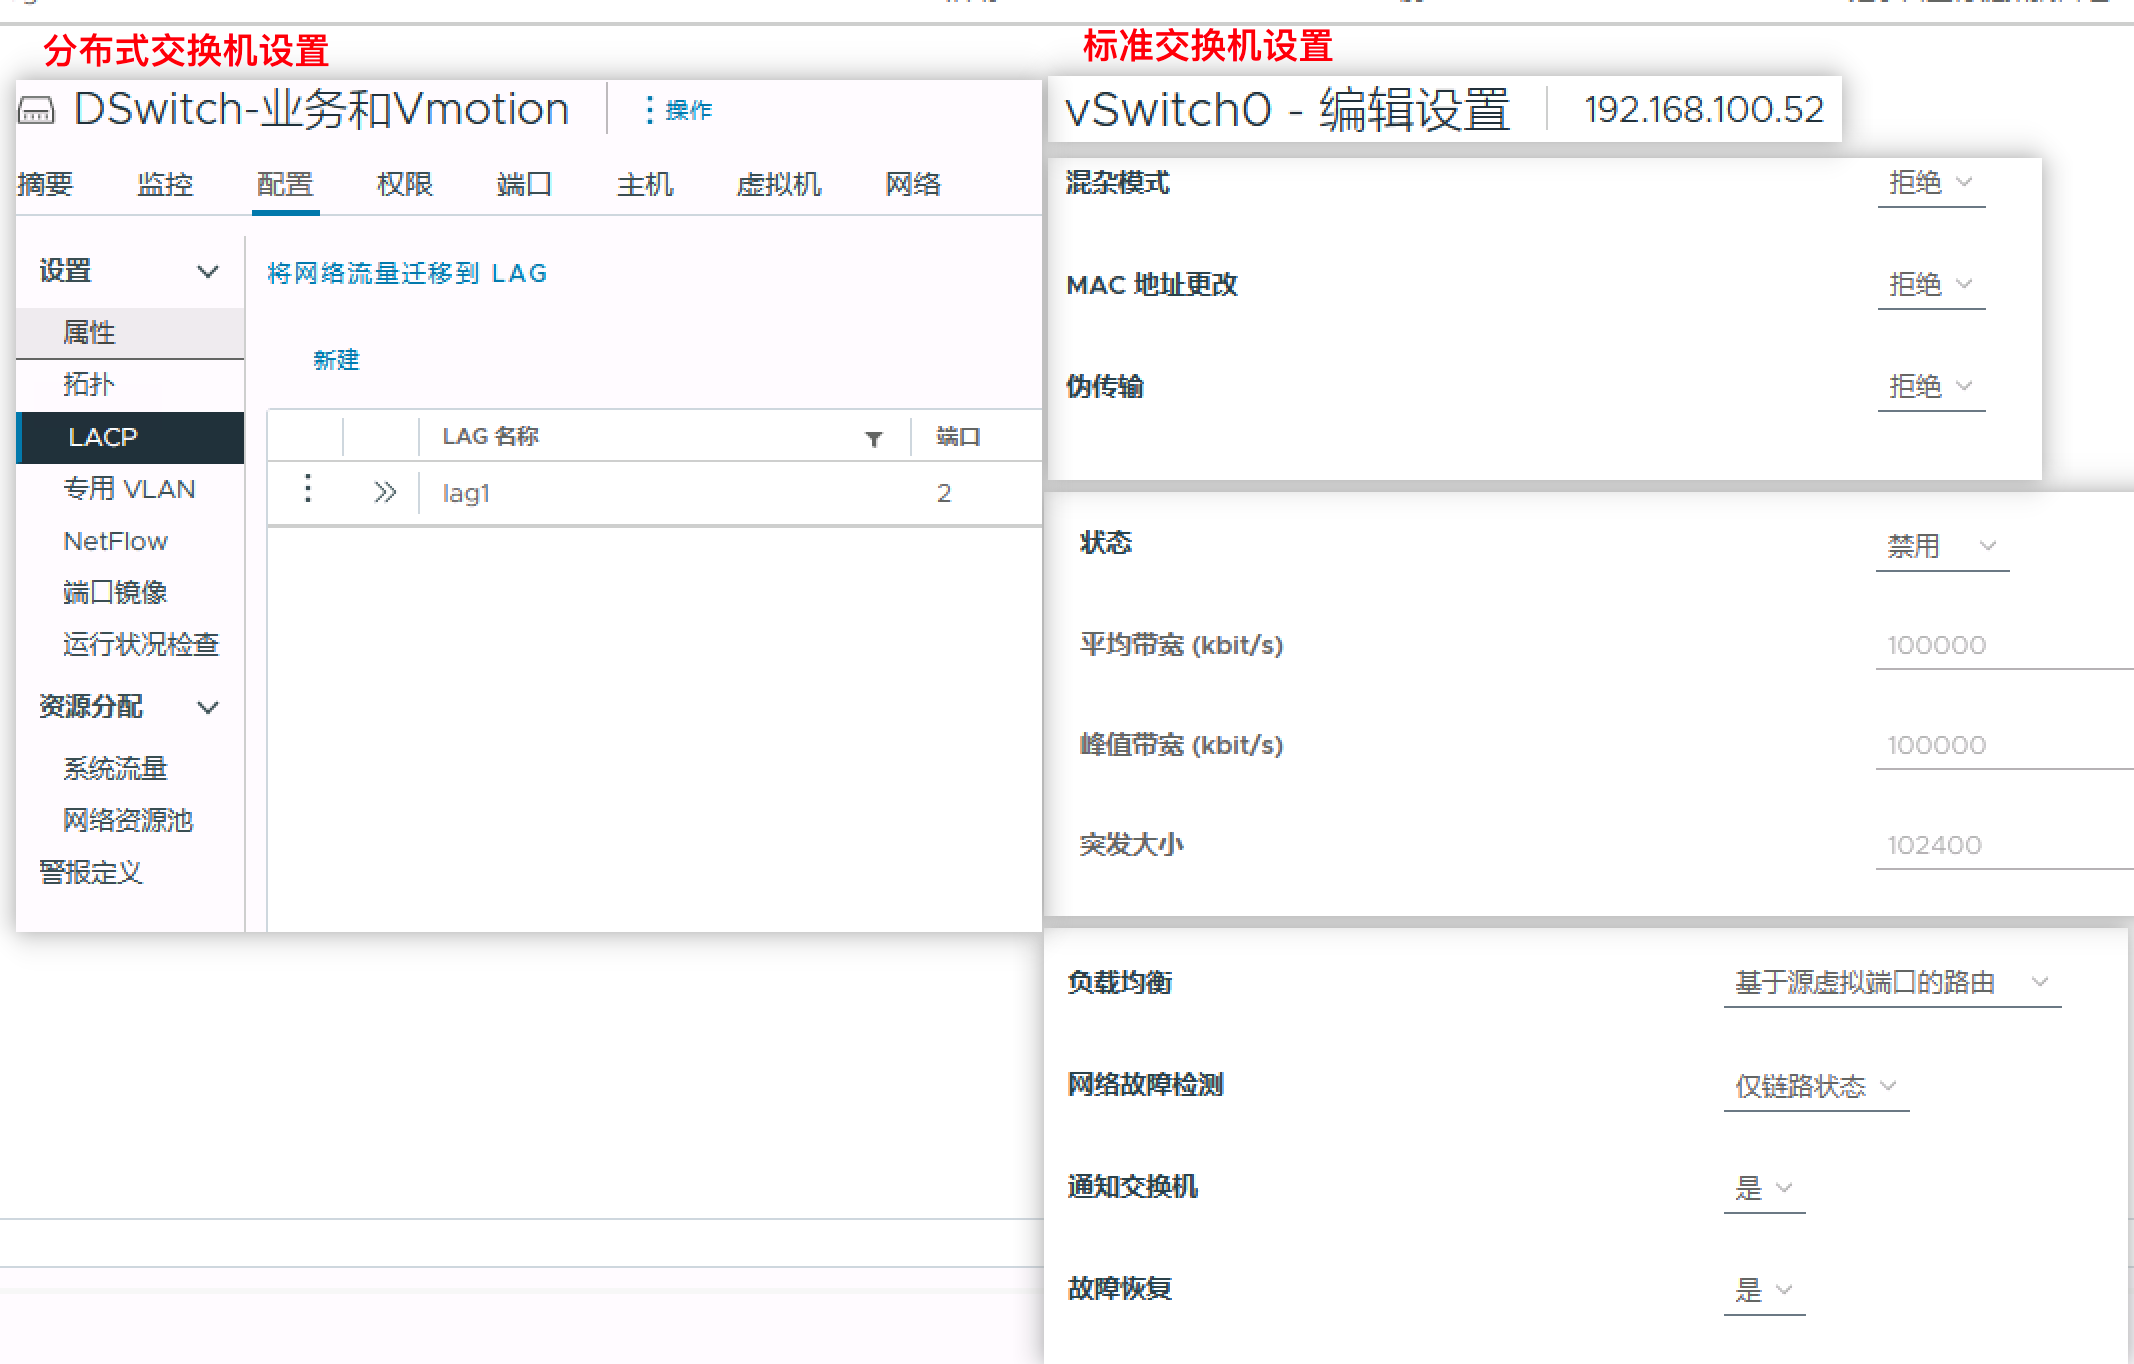 分布式交换机设置
DSwitch-业务和Vmotion
操作
摘要 监控 配置 权限 端口 主机 虚拟机 网络
设置
属性
拓扑
LACP
专用 VLAN
NetFlow
端口镜像
运行状况检查
资源分配
系统流量
网络资源池
警报定义
将网络流量迁移到 LAG
新建
LAG 名称 端口
lag1 2
标准交换机设置
vSwitch0 - 编辑设置 192.168.100.52
混杂模式 拒绝
MAC 地址更改 拒绝
伪传输 拒绝
状态 禁用
平均带宽 (kbit/s) 100000
峰值带宽 (kbit/s) 100000
突发大小 102400
负载均衡 基于源虚拟端口的路由
网络故障检测 仅链路状态
通知交换机 是
故障恢复 是